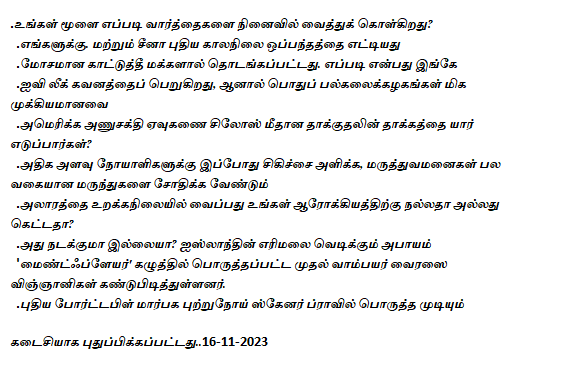 .உங்கள் மூளை எப்படி வார்த்தைகளை நினைவில் வைத்துக் கொள்கிறது?
.எங்களுக்கு. மற்றும் சீனா புதிய காலநிலை ஒப்பந்தத்தை எட்டியது
.மோசமான காட்டுத்தீ மக்களால் தொடங்கப்பட்டது. எப்படி என்பது இங்கே
.ஐவி லீக் கவனத்தைப் பெறுகிறது, ஆனால் பொதுப் பல்கலைக்கழகங்கள் மிக
முக்கியமானவை
.அமெரிக்க அணுசக்தி ஏவுகணை சிலோஸ் மீதான தாக்குதலின் தாக்கத்தை யார்
எடுப்பார்கள்?
.அதிக அளவு நோயாளிகளுக்கு இப்போது சிகிச்சை அளிக்க, மருத்துவமனைகள் பல
வகையான மருந்துகளை சோதிக்க வேண்டும்
.அலாரத்தை உறக்கநிலையில் வைப்பது உங்கள் ஆரோக்கியத்திற்கு நல்லதா அல்லது
கெட்டதா?
.அது நடக்குமா இல்லையா? ஐஸ்லாந்தின் எரிமலை வெடிக்கும் அபாயம்
'மைண்ட்ஃப்ளேயர்' கழுத்தில் பொருத்தப்பட்ட முதல் வாம்பயர் வைரஸை
விஞ்ஞானிகள் கண்டுபிடித்துள்ளனர்.
.புதிய போர்ட்டபிள் மார்பக புற்றுநோய் ஸ்கேனர் ப்ராவில் பொருத்த முடியும்
கடைசியாக புதுப்பிக்கப்பட்டது..16-11-2023